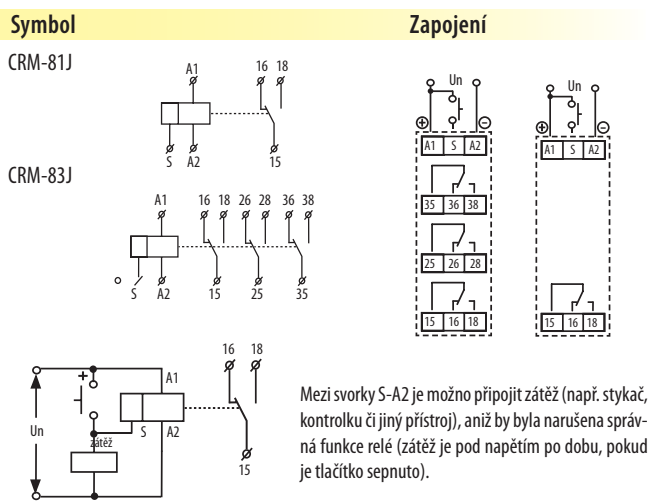 Symbol Zapojení
CRM-81J
A1 16 18
S A2 15
CRM-83J
A1 16 18 26 28 36 38
S A2 15 25 35
Un Un
⊕ ⊖ ⊕ ⊖
A1 S A2 A1 S A2
35 36 38
25 26 28
15 16 18 15 16 18
16 18
+ A1
Un S A2
zátěž
15
Mezi svorky S-A2 je možno připojit zátěž (např. stykač,
kontrolku či jiný přístroj), aniž by byla narušena správ-
ná funkce relé (zátěž je pod napětím po dobu, pokud
je tlačítko sepnuto).